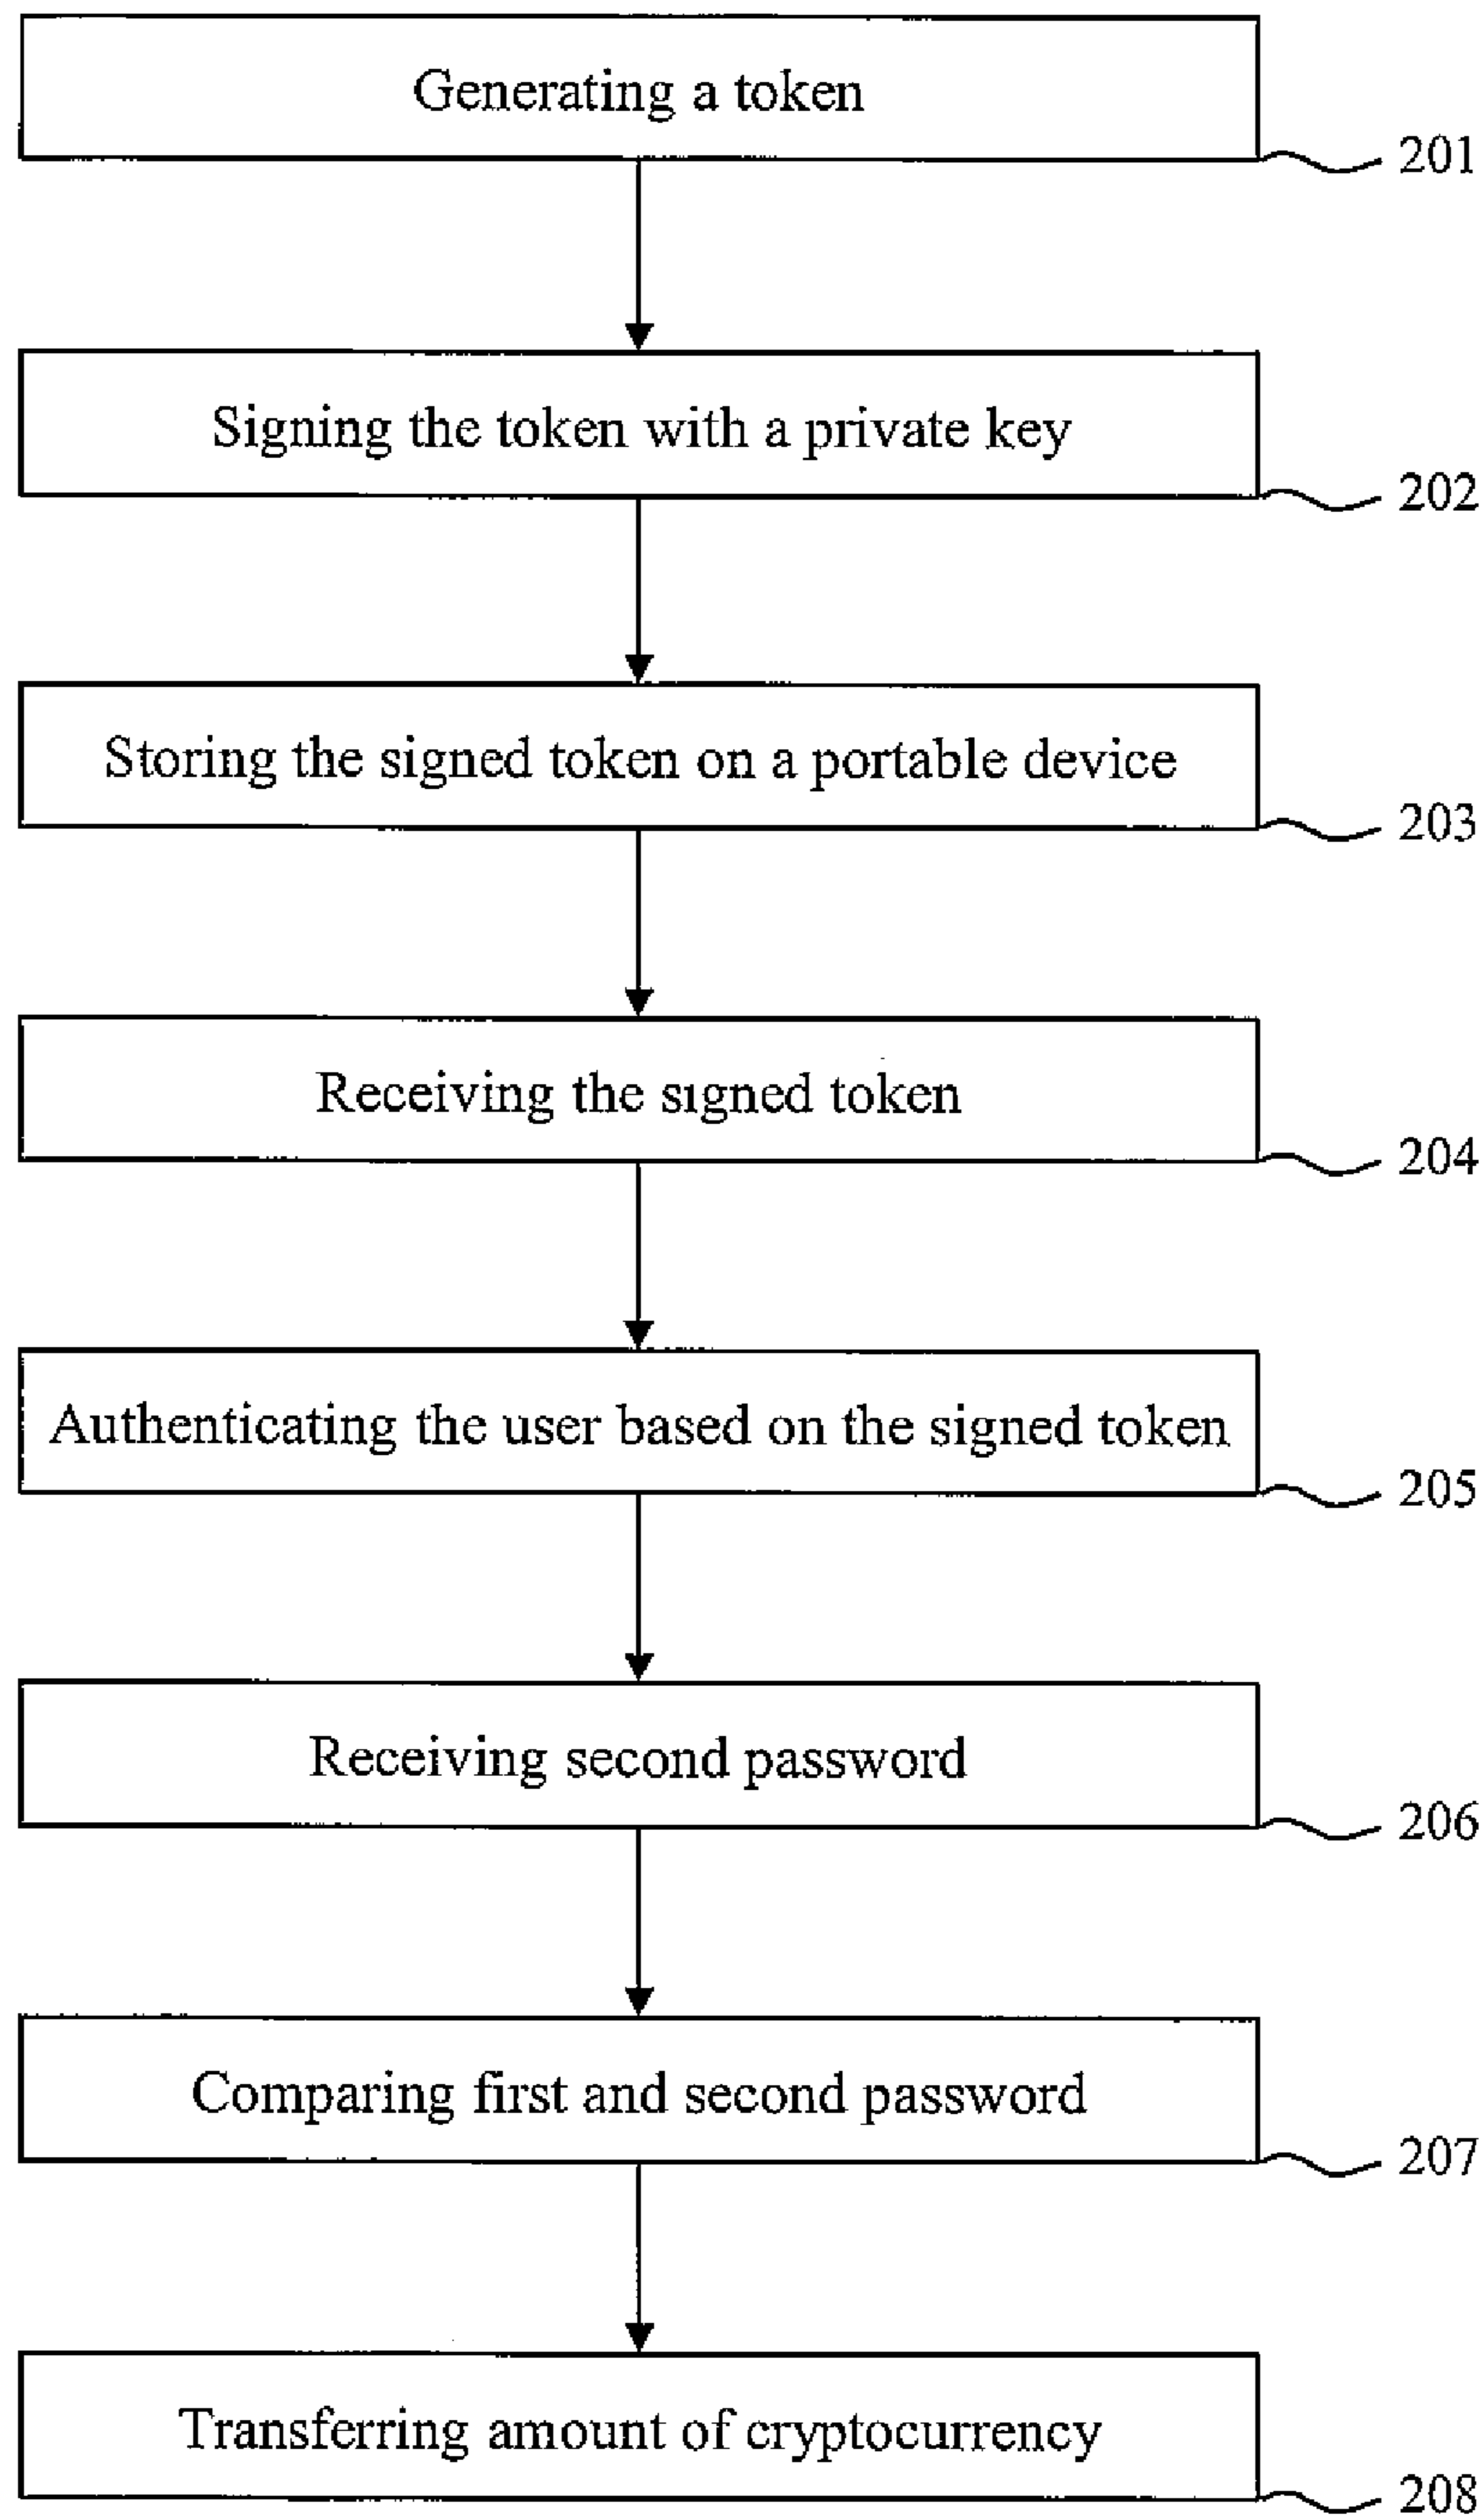 Generating a token
201
Signing the token with a private key
202
Storing the signed token on a portable device
203
Receiving the signed token
204
Authenticating the user based on the signed token
205
Receiving second password
206
Comparing first and second password
207
Transferring amount of cryptocurrency
208